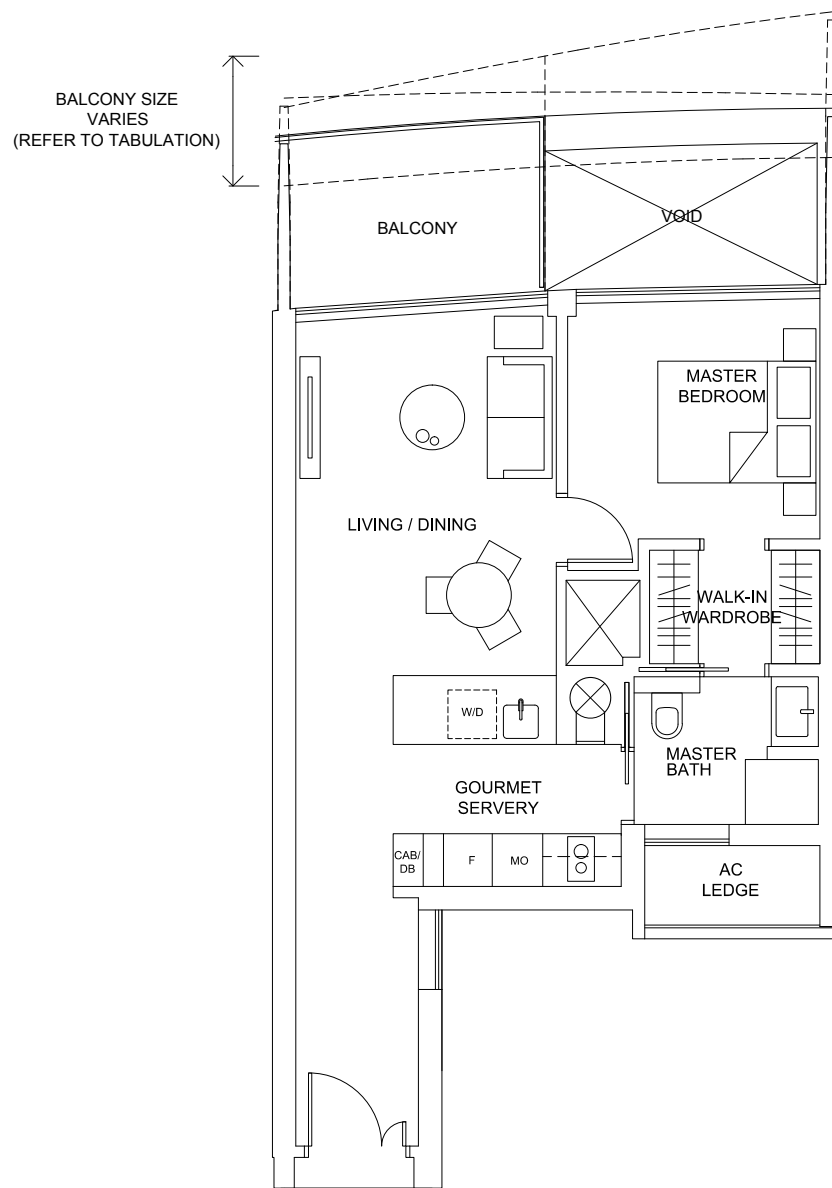 BALCONY SIZE
VARIES
(REFER TO TABULATION)
BALCONY
VOID
MASTER
BEDROOM
LIVING / DINING
WALK-IN
WARDROBE
W/D
MASTER
BATH
GOURMET
SERVERY
CAB/
DB
F
MO
AC
LEDGE